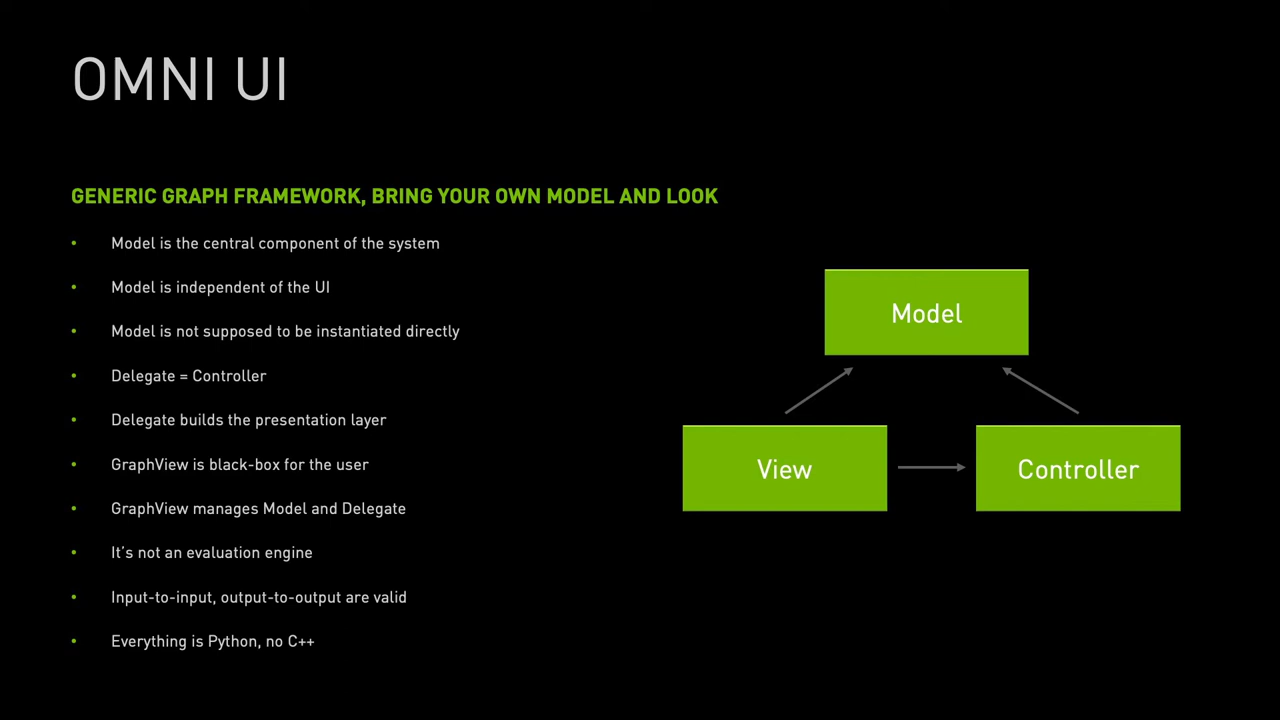 OMNI UI
GENERIC GRAPH FRAMEWORK, BRING YOUR OWN MODEL AND LOOK
• Model is the central component of the system
• Model is independent of the UI
• Model is not supposed to be instantiated directly
• Delegate = Controller
• Delegate builds the presentation layer
• GraphView is black-box for the user
• GraphView manages Model and Delegate
• It's not an evaluation engine
• Input-to-input, output-to-output are valid
• Everything is Python, no C++
Model
View
Controller